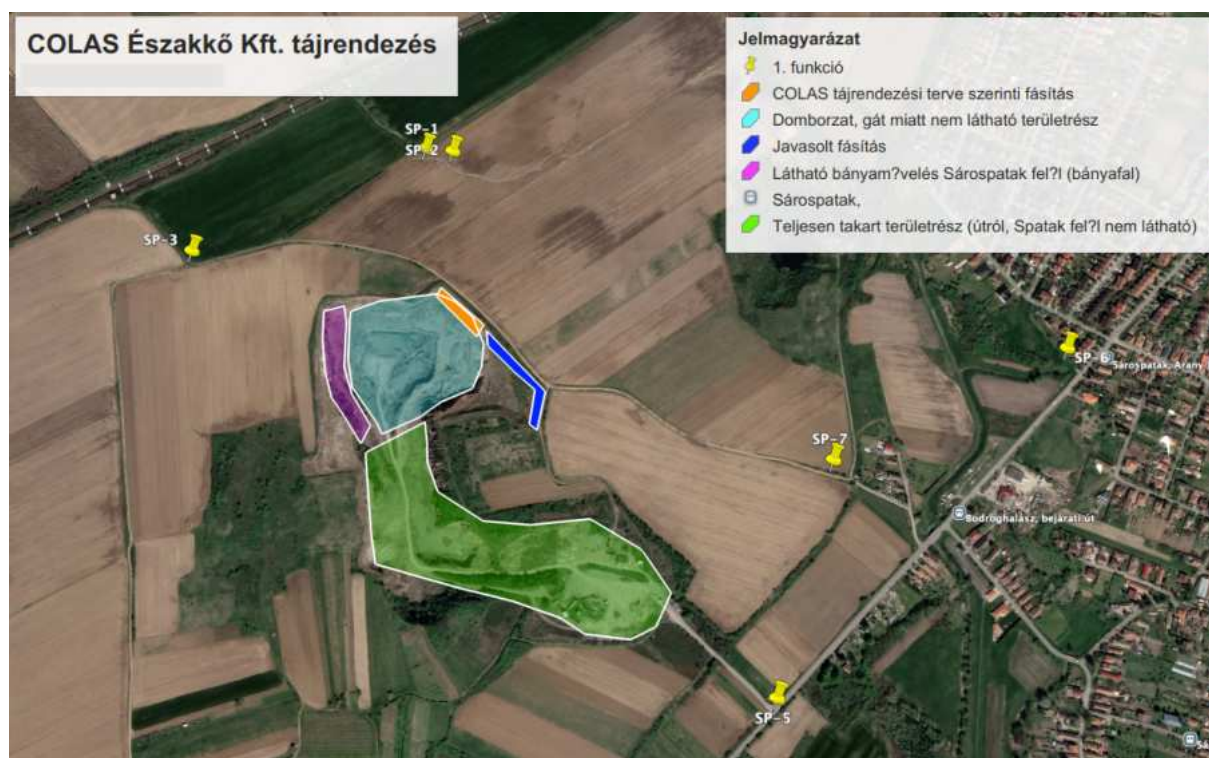 COLAS Északkő Kft. tájrendezés
Jelmagyarázat
1. funkció
COLAS tájrendezési terve szerinti fásítás
Domborzat, gát miatt nem látható területrész
Javasolt fásítás
Látható bányam?velés Sárospatak fel?l (bányafal)
Sárospatak,
Teljesen takart területrész (útról, Spatak fel?l nem látható)
SP-1
SP-2
SP-3
SP-6
Sárospatak, Arany
SP-7
Bodroghalász, bejárati út
SP-5
Sá